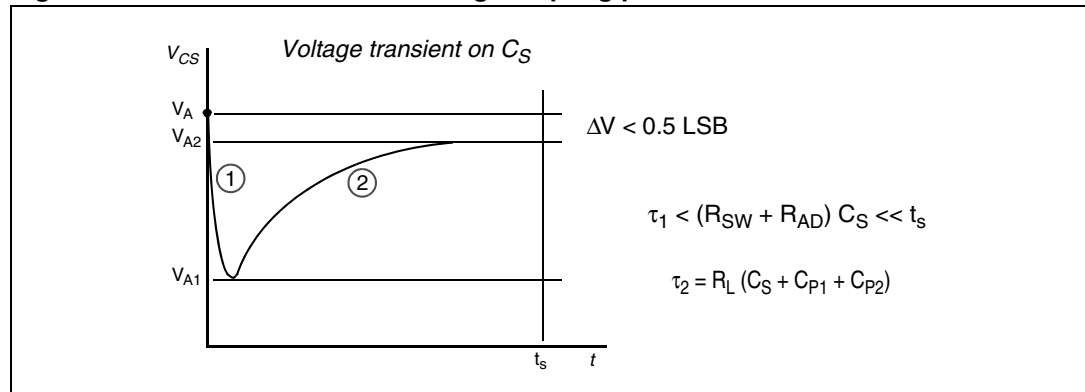 V_CS
Voltage transient on C_S
V_A
V_A2
ΔV < 0.5 LSB
1
2
τ_1 < (R_SW + R_AD) C_S << t_s
V_A1
τ_2 = R_L (C_S + C_P1 + C_P2)
t_s
t